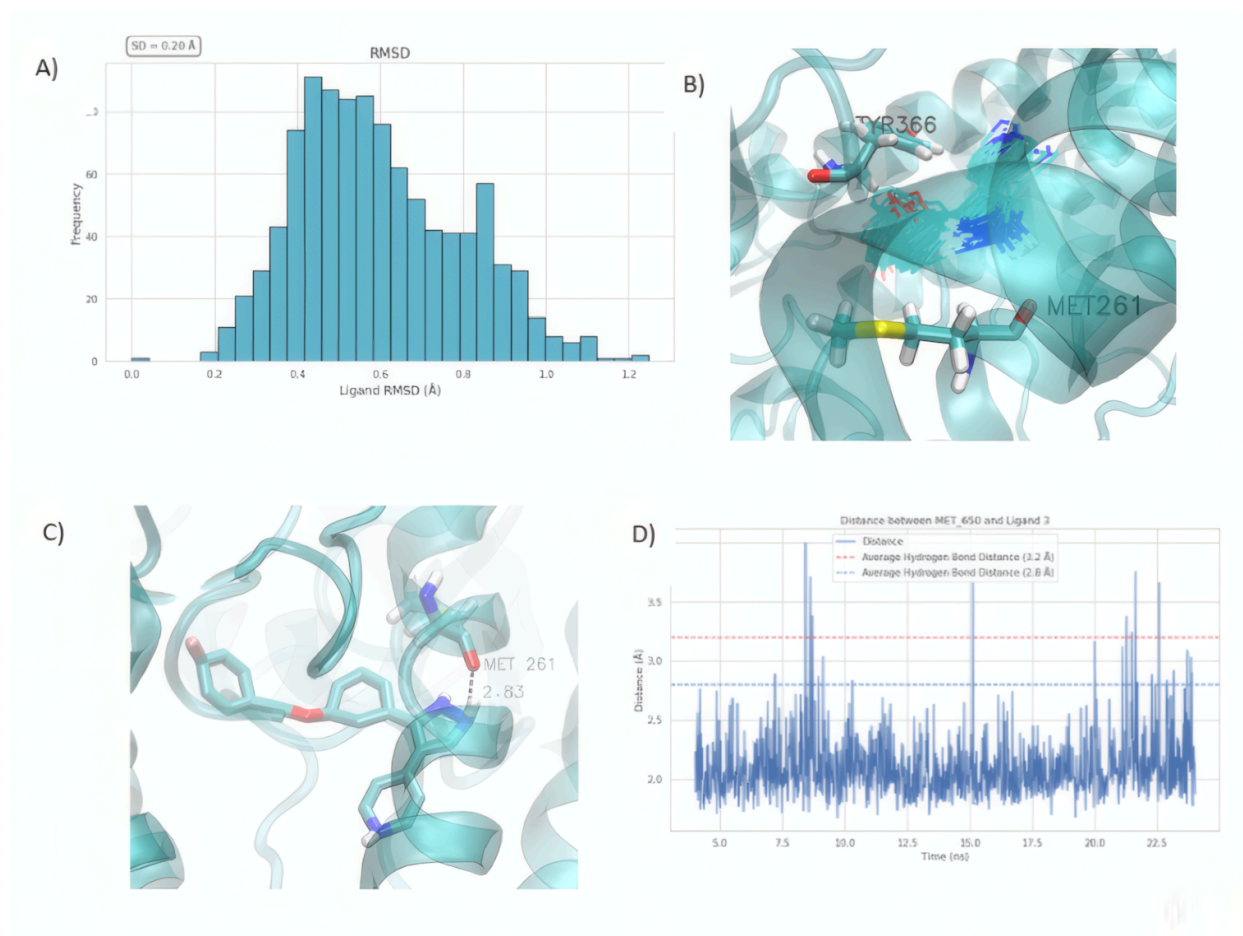 A)
SD = 0.20 Å
RMSD
Frequency
60
40
20
0
0.0 0.2 0.4 0.6 0.8 1.0 1.2
Ligand RMSD (Å)
B)
TYR366
MET261
C)
MET 261
2.83
D)
Distance between MET_650 and Ligand 3
Distance
Average Hydrogen Bond Distance (3.2 Å)
Average Hydrogen Bond Distance (2.8 Å)
Distance (Å)
3.5
3.0
2.5
2.0
5.0 7.5 10.0 12.5 15.0 17.5 20.0 22.5
Time (ns)